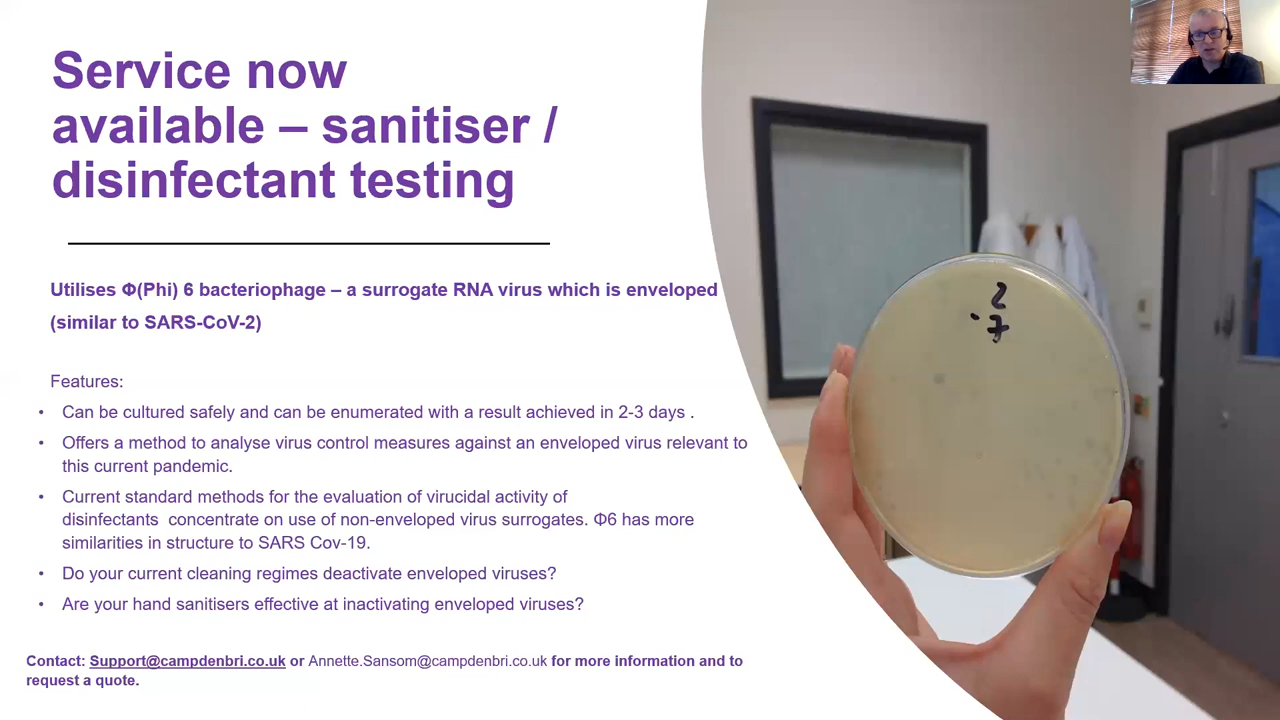 Service now
available – sanitiser /
disinfectant testing
Utilises Φ(Phi) 6 bacteriophage – a surrogate RNA virus which is enveloped
(similar to SARS-CoV-2)
Features:
• Can be cultured safely and can be enumerated with a result achieved in 2-3 days .
• Offers a method to analyse virus control measures against an enveloped virus relevant to
this current pandemic.
• Current standard methods for the evaluation of virucidal activity of
disinfectants  concentrate on use of non-enveloped virus surrogates. Φ6 has more
similarities in structure to SARS Cov-19.
• Do your current cleaning regimes deactivate enveloped viruses?
• Are your hand sanitisers effective at inactivating enveloped viruses?
Contact: Support@campdenbri.co.uk or Annette.Sansom@campdenbri.co.uk for more information and to
request a quote.
2
-7